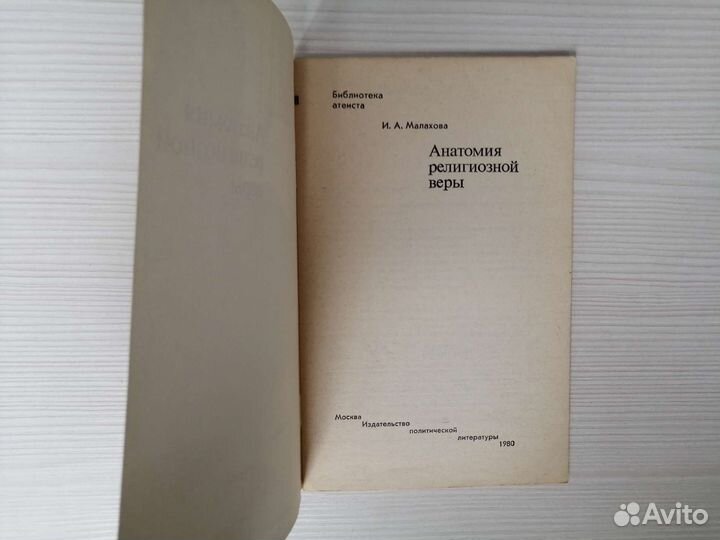 Библиотека
атеиста
И. А. Малахова
Анатомия
религиозной
веры
Москва
Издательство
политической
литературы
1980
Avito